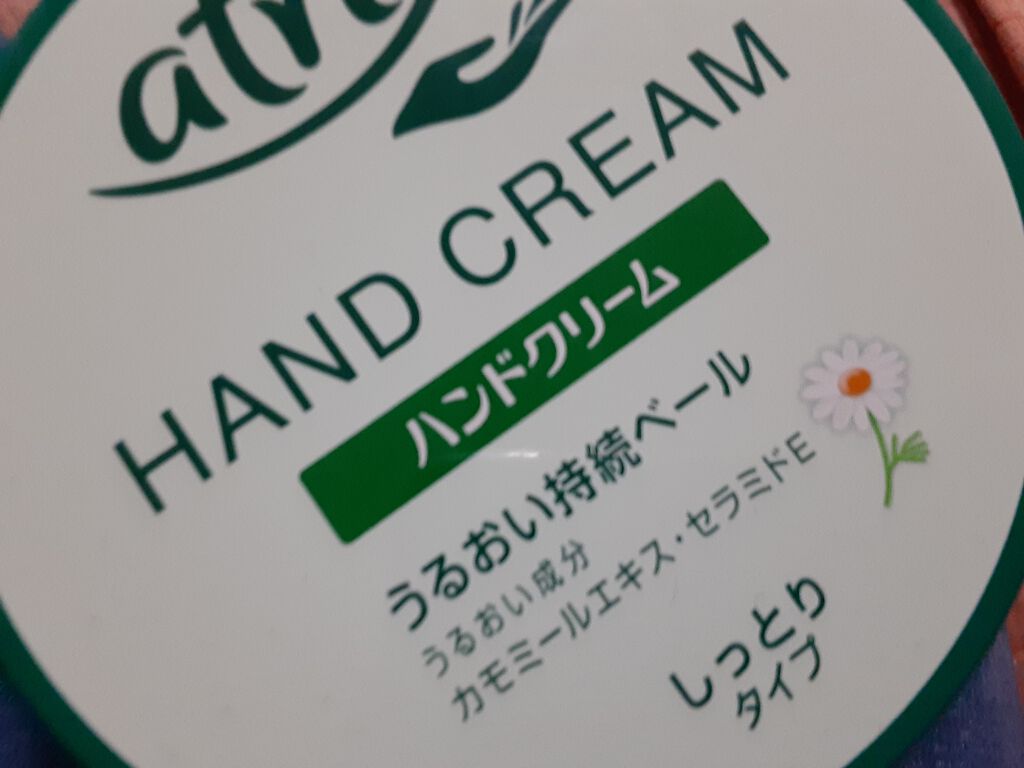 HAND CREAM
ハンドクリーム
うるおい持続ベール
うるおい成分
カモミールエキス・セラミドE
しっとり
タイプ